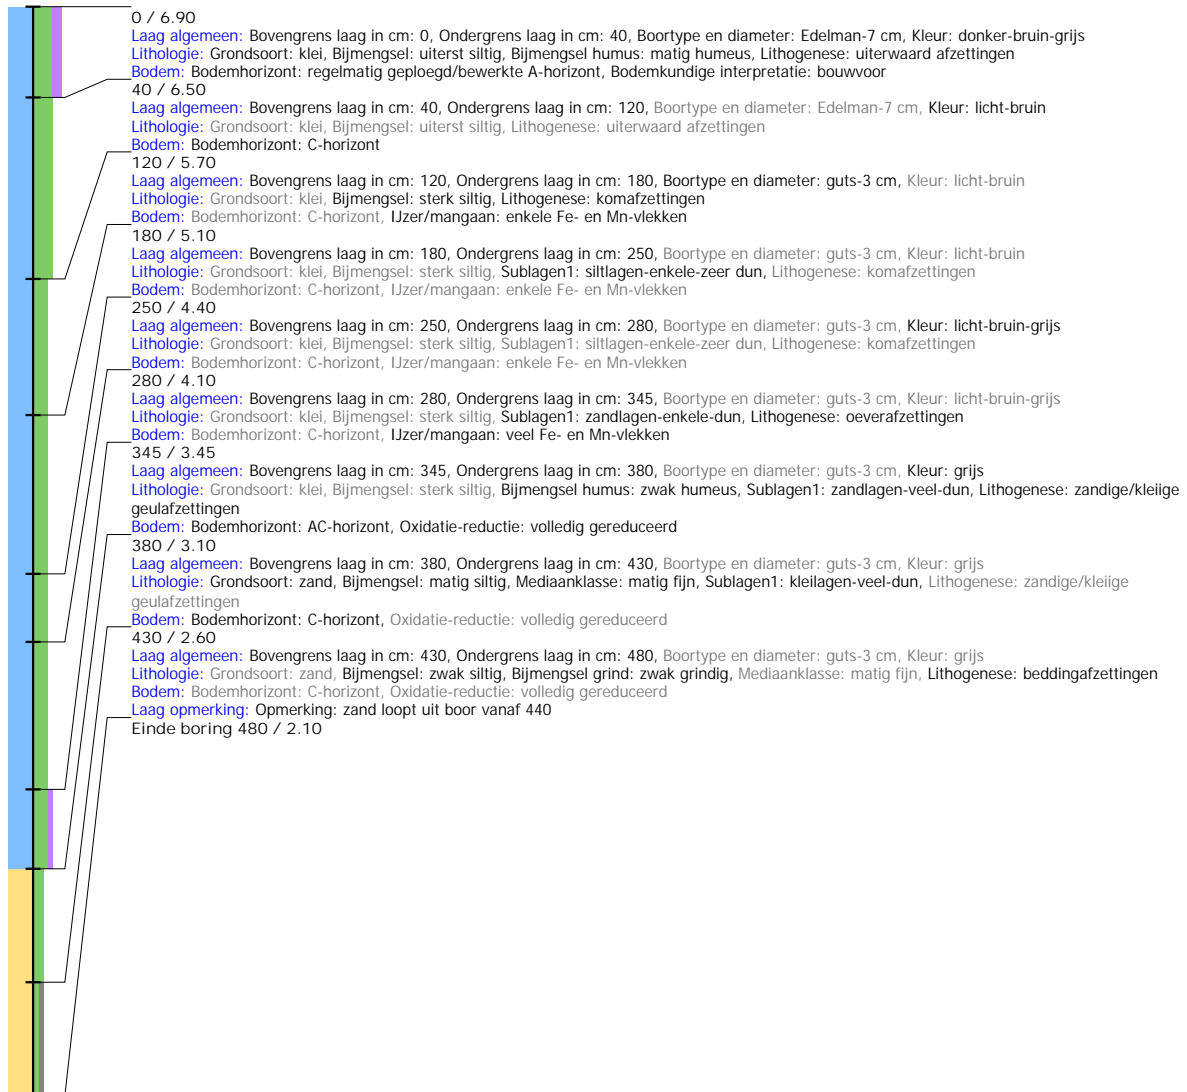 0 / 6.90
Laag algemeen: Bovengrens laag in cm: 0, Ondergrens laag in cm: 40, Boortype en diameter: Edelman-7 cm, Kleur: donker-bruin-grijs
Lithologie: Grondsoort: klei, Bijmengsel: uiterst siltig, Bijmengsel humus: matig humeus, Lithogenese: uiterwaard afzettingen
Bodem: Bodemhorizont: regelmatig geploegd/bewerkte A-horizont, Bodemkundige interpretatie: bouwvoor
40 / 6.50
Laag algemeen: Bovengrens laag in cm: 40, Ondergrens laag in cm: 120, Boortype en diameter: Edelman-7 cm, Kleur: licht-bruin
Lithologie: Grondsoort: klei, Bijmengsel: uiterst siltig, Lithogenese: uiterwaard afzettingen
Bodem: Bodemhorizont: C-horizont
120 / 5.70
Laag algemeen: Bovengrens laag in cm: 120, Ondergrens laag in cm: 180, Boortype en diameter: guts-3 cm, Kleur: licht-bruin
Lithologie: Grondsoort: klei, Bijmengsel: sterk siltig, Lithogenese: komafzettingen
Bodem: Bodemhorizont: C-horizont, IJzer/mangaan: enkele Fe- en Mn-vlekken
180 / 5.10
Laag algemeen: Bovengrens laag in cm: 180, Ondergrens laag in cm: 250, Boortype en diameter: guts-3 cm, Kleur: licht-bruin
Lithologie: Grondsoort: klei, Bijmengsel: sterk siltig, Sublagen1: siltlagen-enkele-zeer dun, Lithogenese: komafzettingen
Bodem: Bodemhorizont: C-horizont, IJzer/mangaan: enkele Fe- en Mn-vlekken
250 / 4.40
Laag algemeen: Bovengrens laag in cm: 250, Ondergrens laag in cm: 280, Boortype en diameter: guts-3 cm, Kleur: licht-bruin-grijs
Lithologie: Grondsoort: klei, Bijmengsel: sterk siltig, Sublagen1: siltlagen-enkele-zeer dun, Lithogenese: komafzettingen
Bodem: Bodemhorizont: C-horizont, IJzer/mangaan: enkele Fe- en Mn-vlekken
280 / 4.10
Laag algemeen: Bovengrens laag in cm: 280, Ondergrens laag in cm: 345, Boortype en diameter: guts-3 cm, Kleur: licht-bruin-grijs
Lithologie: Grondsoort: klei, Bijmengsel: sterk siltig, Sublagen1: zandlagen-enkele-dun, Lithogenese: oeverafzettingen
Bodem: Bodemhorizont: C-horizont, IJzer/mangaan: veel Fe- en Mn-vlekken
345 / 3.45
Laag algemeen: Bovengrens laag in cm: 345, Ondergrens laag in cm: 380, Boortype en diameter: guts-3 cm, Kleur: grijs
Lithologie: Grondsoort: klei, Bijmengsel: sterk siltig, Bijmengsel humus: zwak humeus, Sublagen1: zandlagen-veel-dun, Lithogenese: zandige/kleiige
geulafzettingen
Bodem: Bodemhorizont: AC-horizont, Oxidatie-reductie: volledig gereduceerd
380 / 3.10
Laag algemeen: Bovengrens laag in cm: 380, Ondergrens laag in cm: 430, Boortype en diameter: guts-3 cm, Kleur: grijs
Lithologie: Grondsoort: zand, Bijmengsel: matig siltig, Mediaanklasse: matig fijn, Sublagen1: kleilagen-veel-dun, Lithogenese: zandige/kleiige
geulafzettingen
Bodem: Bodemhorizont: C-horizont, Oxidatie-reductie: volledig gereduceerd
430 / 2.60
Laag algemeen: Bovengrens laag in cm: 430, Ondergrens laag in cm: 480, Boortype en diameter: guts-3 cm, Kleur: grijs
Lithologie: Grondsoort: zand, Bijmengsel: zwak siltig, Bijmengsel grind: zwak grindig, Mediaanklasse: matig fijn, Lithogenese: beddingafzettingen
Bodem: Bodemhorizont: C-horizont, Oxidatie-reductie: volledig gereduceerd
Laag opmerking: Opmerking: zand loopt uit boor vanaf 440
Einde boring 480 / 2.10